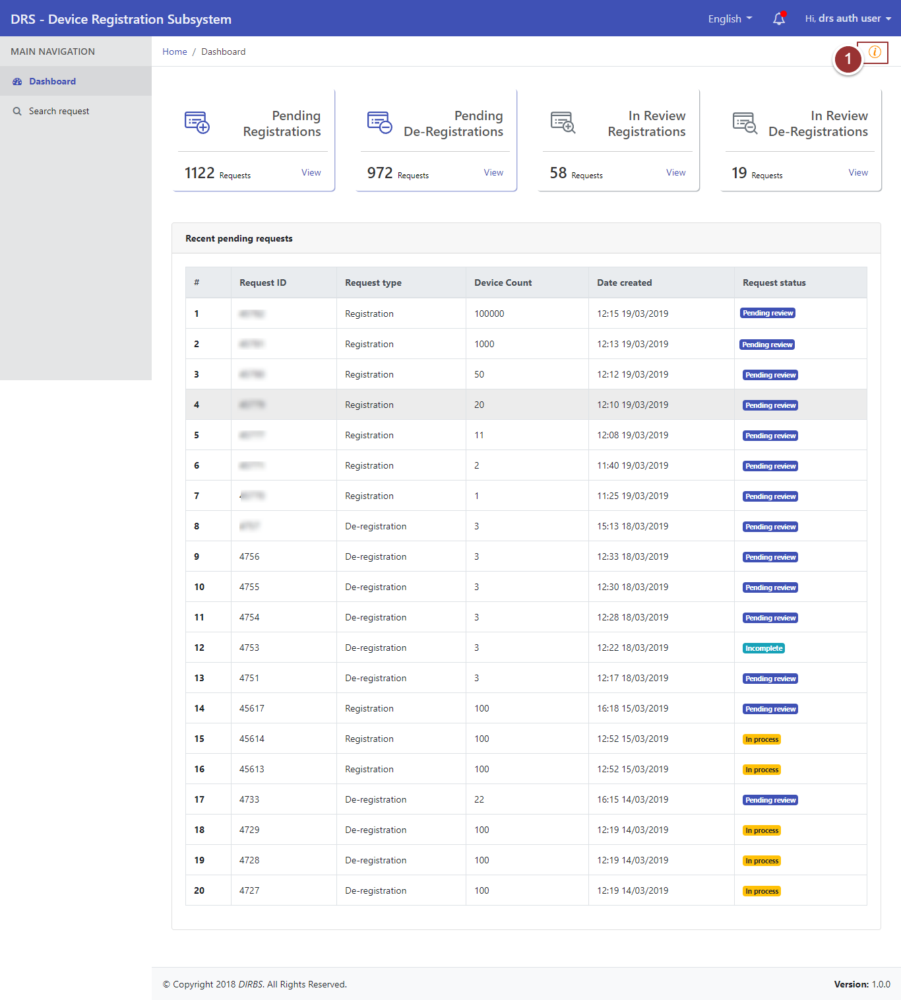 DRS - Device Registration Subsystem English Hi, drs auth user
MAIN NAVIGATION
Home / Dashboard
1
Dashboard
Search request
Pending
Registrations
1122 Requests View
Pending
De-Registrations
972 Requests View
In Review
Registrations
58 Requests View
In Review
De-Registrations
19 Requests View
Recent pending requests
# Request ID Request type Device Count Date created Request status
1 Registration 100000 12:15 19/03/2019 Pending review
2 Registration 1000 12:13 19/03/2019 Pending review
3 Registration 50 12:12 19/03/2019 Pending review
4 Registration 20 12:10 19/03/2019 Pending review
5 Registration 11 12:08 19/03/2019 Pending review
6 Registration 2 11:40 19/03/2019 Pending review
7 Registration 1 11:25 19/03/2019 Pending review
8 De-registration 3 15:13 18/03/2019 Pending review
9 4756 De-registration 3 12:33 18/03/2019 Pending review
10 4755 De-registration 3 12:30 18/03/2019 Pending review
11 4754 De-registration 3 12:28 18/03/2019 Pending review
12 4753 De-registration 3 12:22 18/03/2019 Incomplete
13 4751 De-registration 3 12:17 18/03/2019 Pending review
14 45617 Registration 100 16:18 15/03/2019 Pending review
15 45614 Registration 100 12:52 15/03/2019 In process
16 45613 Registration 100 12:52 15/03/2019 In process
17 4733 De-registration 22 16:15 14/03/2019 Pending review
18 4729 De-registration 100 12:19 14/03/2019 In process
19 4728 De-registration 100 12:19 14/03/2019 In process
20 4727 De-registration 100 12:19 14/03/2019 In process
© Copyright 2018 DIRBS. All Rights Reserved. Version: 1.0.0